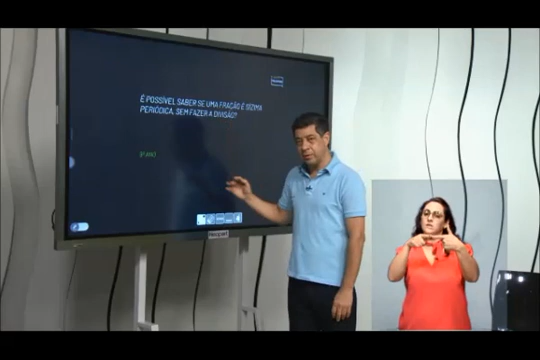 É POSSÍVEL SABER SE UMA FRAÇÃO É DÍZIMA
PERIÓDICA, SEM FAZER A DIVISÃO?